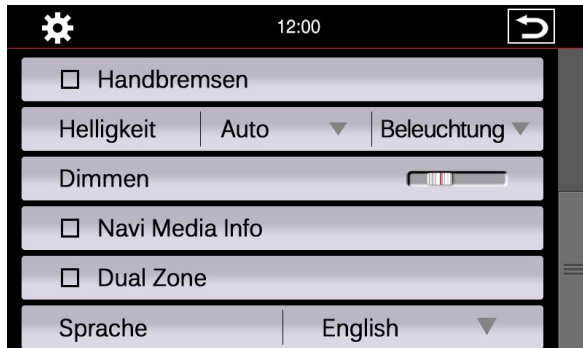 12:00
Handbremsen
Helligkeit Auto Beleuchtung
Dimmen
Navi Media Info
Dual Zone
Sprache English